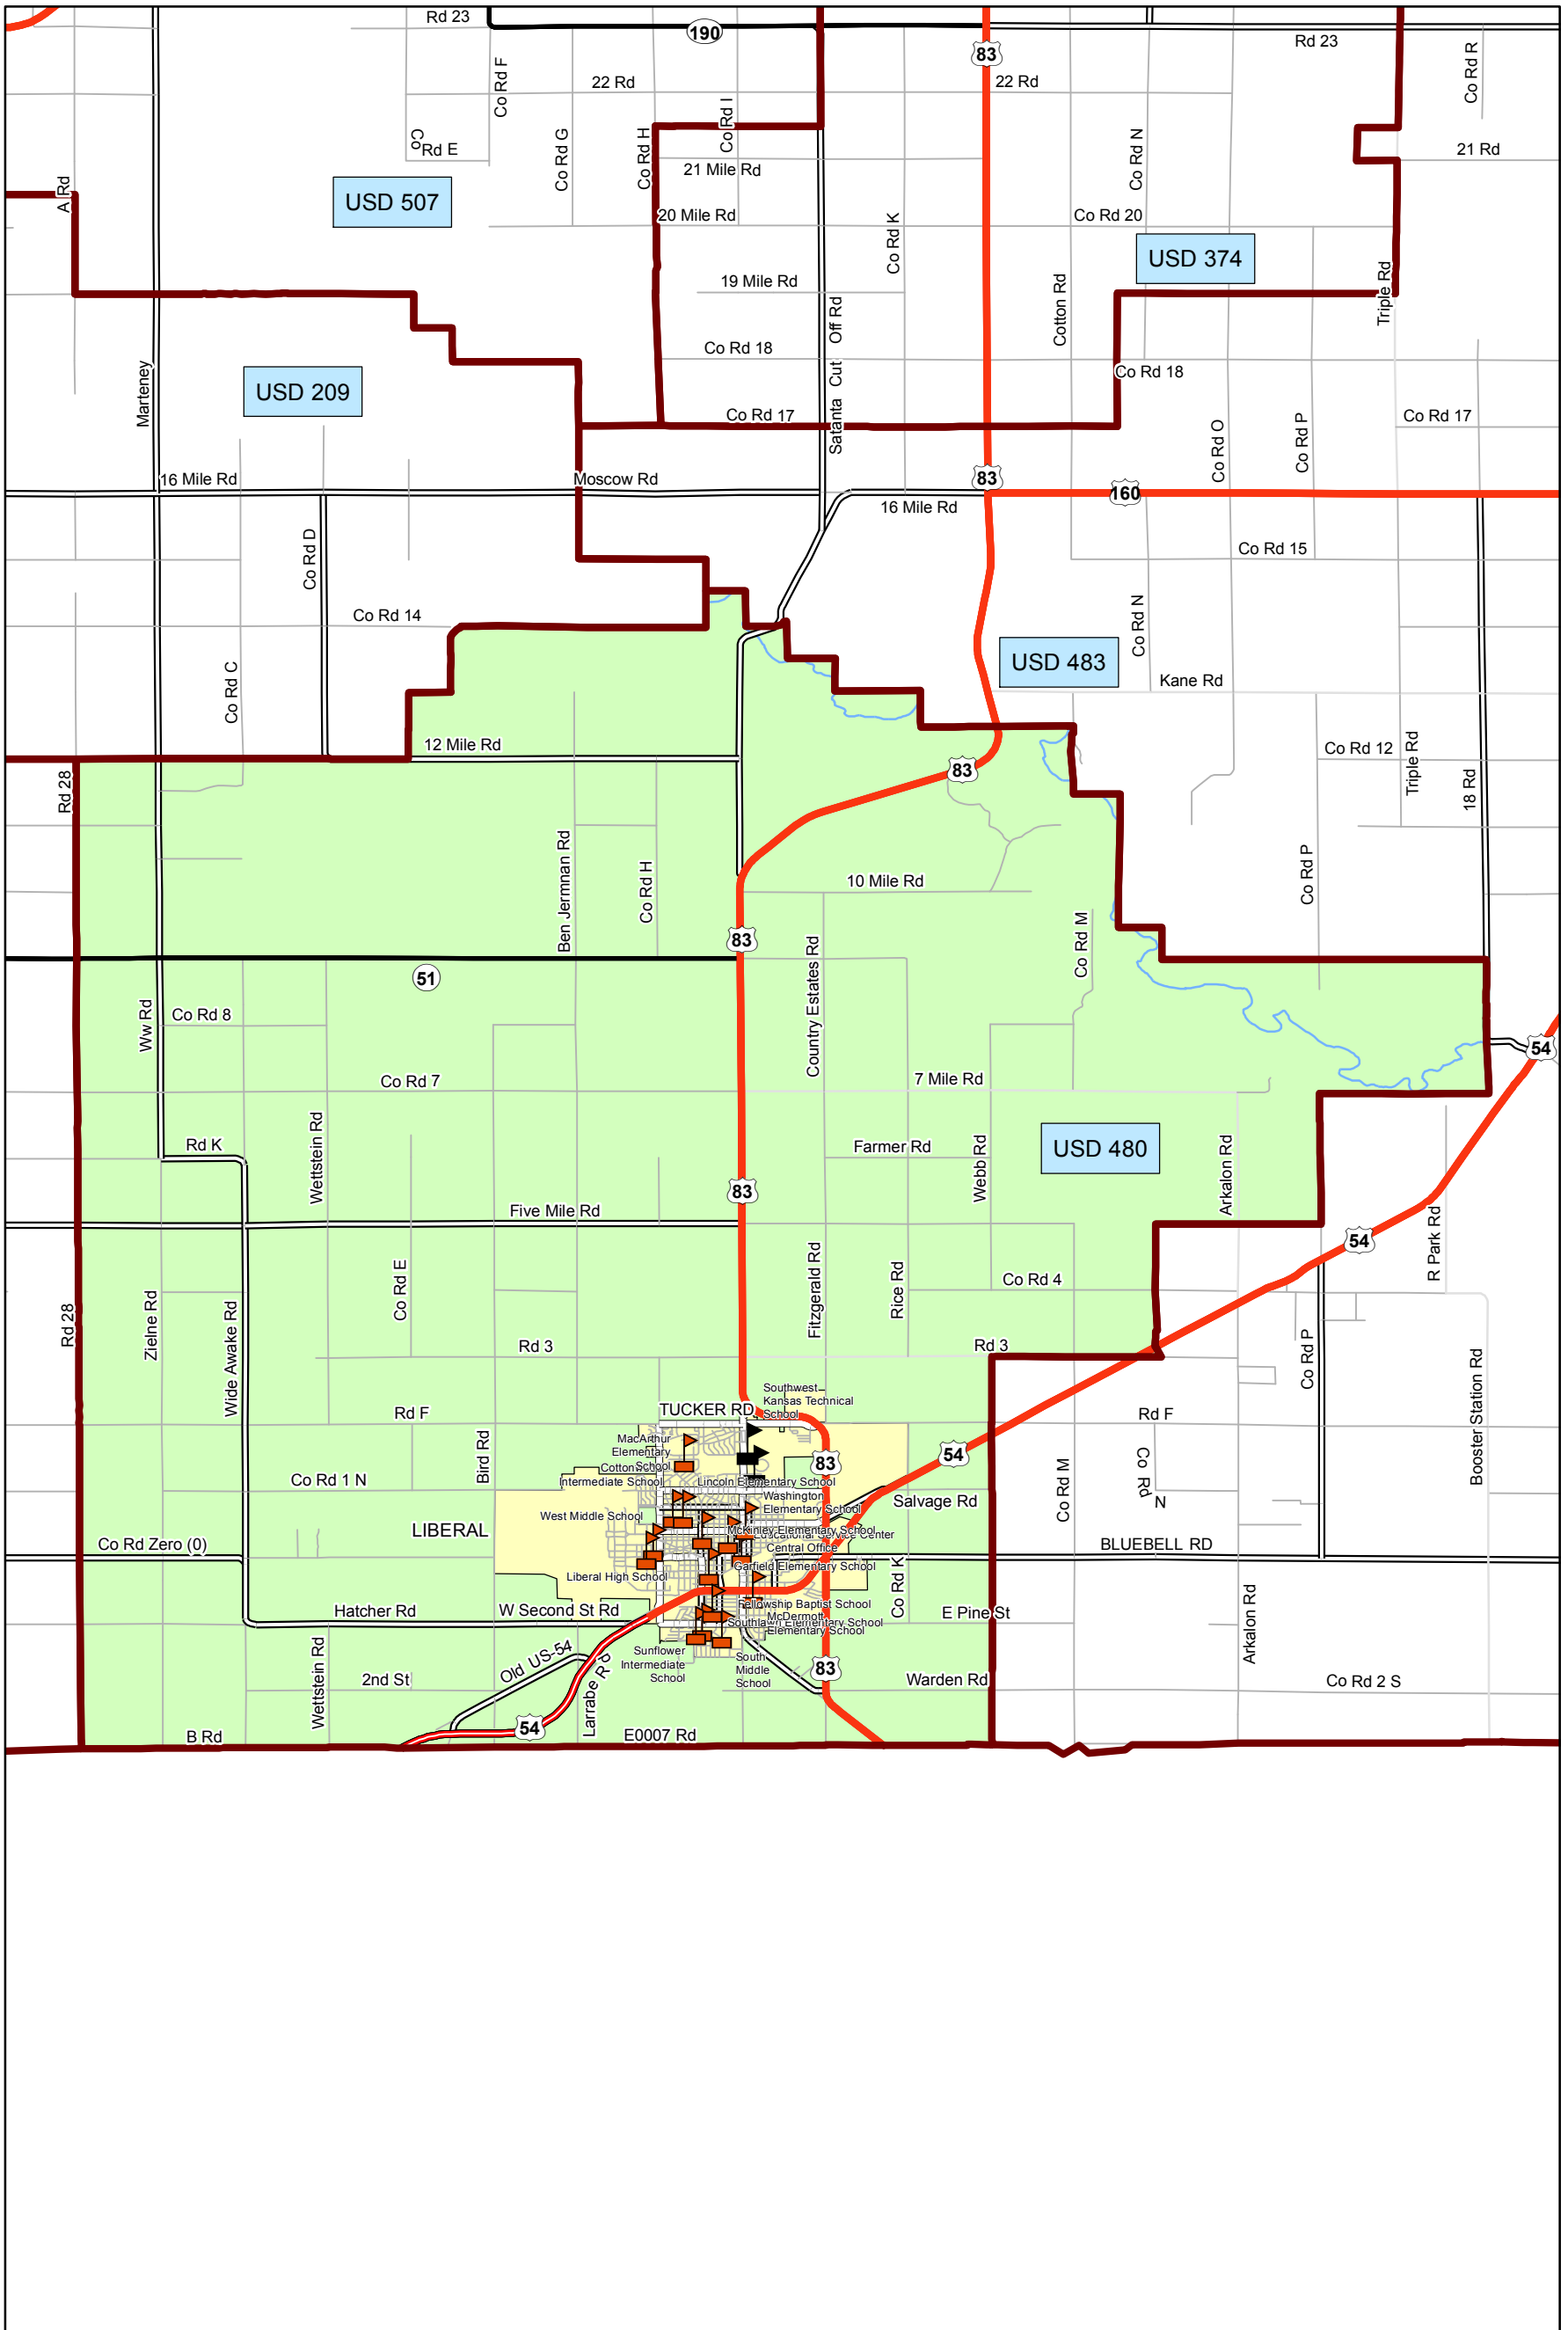 Rd 23
190
83
Rd 23
Co Rd F
22 Rd
22 Rd
Co Rd R
Co Rd I
Co Rd E
Co Rd G
Co Rd H
Co Rd N
21 Rd
21 Mile Rd
A Rd
USD 507
20 Mile Rd
Co Rd K
Co Rd 20
USD 374
19 Mile Rd
Cotton Rd
Triple Rd
Satanta Cut Off Rd
Co Rd 18
Co Rd 18
Marteney
USD 209
Co Rd 17
Co Rd O
Co Rd P
Co Rd 17
16 Mile Rd
Moscow Rd
83
160
16 Mile Rd
Co Rd D
Co Rd 15
Co Rd 14
Co Rd N
Co Rd C
USD 483
Kane Rd
12 Mile Rd
Co Rd 12
Triple Rd
Rd 28
83
18 Rd
Ben Jermnan Rd
Co Rd H
10 Mile Rd
Co Rd P
83
Country Estates Rd
Co Rd M
51
Ww Rd
Co Rd 8
54
Co Rd 7
7 Mile Rd
Rd K
Wettstein Rd
Farmer Rd
Webb Rd
USD 480
Arkalon Rd
83
Five Mile Rd
R Park Rd
54
Zielne Rd
Wide Awake Rd
Co Rd E
Fitzgerald Rd
Rice Rd
Co Rd 4
Rd 28
Rd 3
Rd 3
Co Rd P
Booster Station Rd
Southwest
Kansas Technical
School
TUCKER RD
Rd F
Rd F
MacArthur
Elementary
School
Bird Rd
83
54
Co Rd M
Co Rd N
Cottonwood
Intermediate School
Lincoln Elementary School
Co Rd 1 N
Washington
Elementary School
Salvage Rd
West Middle School
LIBERAL
McKinley Elementary School
Educational Service Center
Central Office
Co Rd Zero (0)
BLUEBELL RD
Garfield Elementary School
Liberal High School
Co Rd K
Arkalon Rd
Hatcher Rd
W Second St Rd
Fellowship Baptist School
E Pine St
McDermott
Elementary School
Southlawn Elementary School
Sunflower
Intermediate
School
South
Middle
School
Old US-54
Larrabe R D
83
Wettstein Rd
2nd St
Warden Rd
Co Rd 2 S
54
B Rd
E0007 Rd